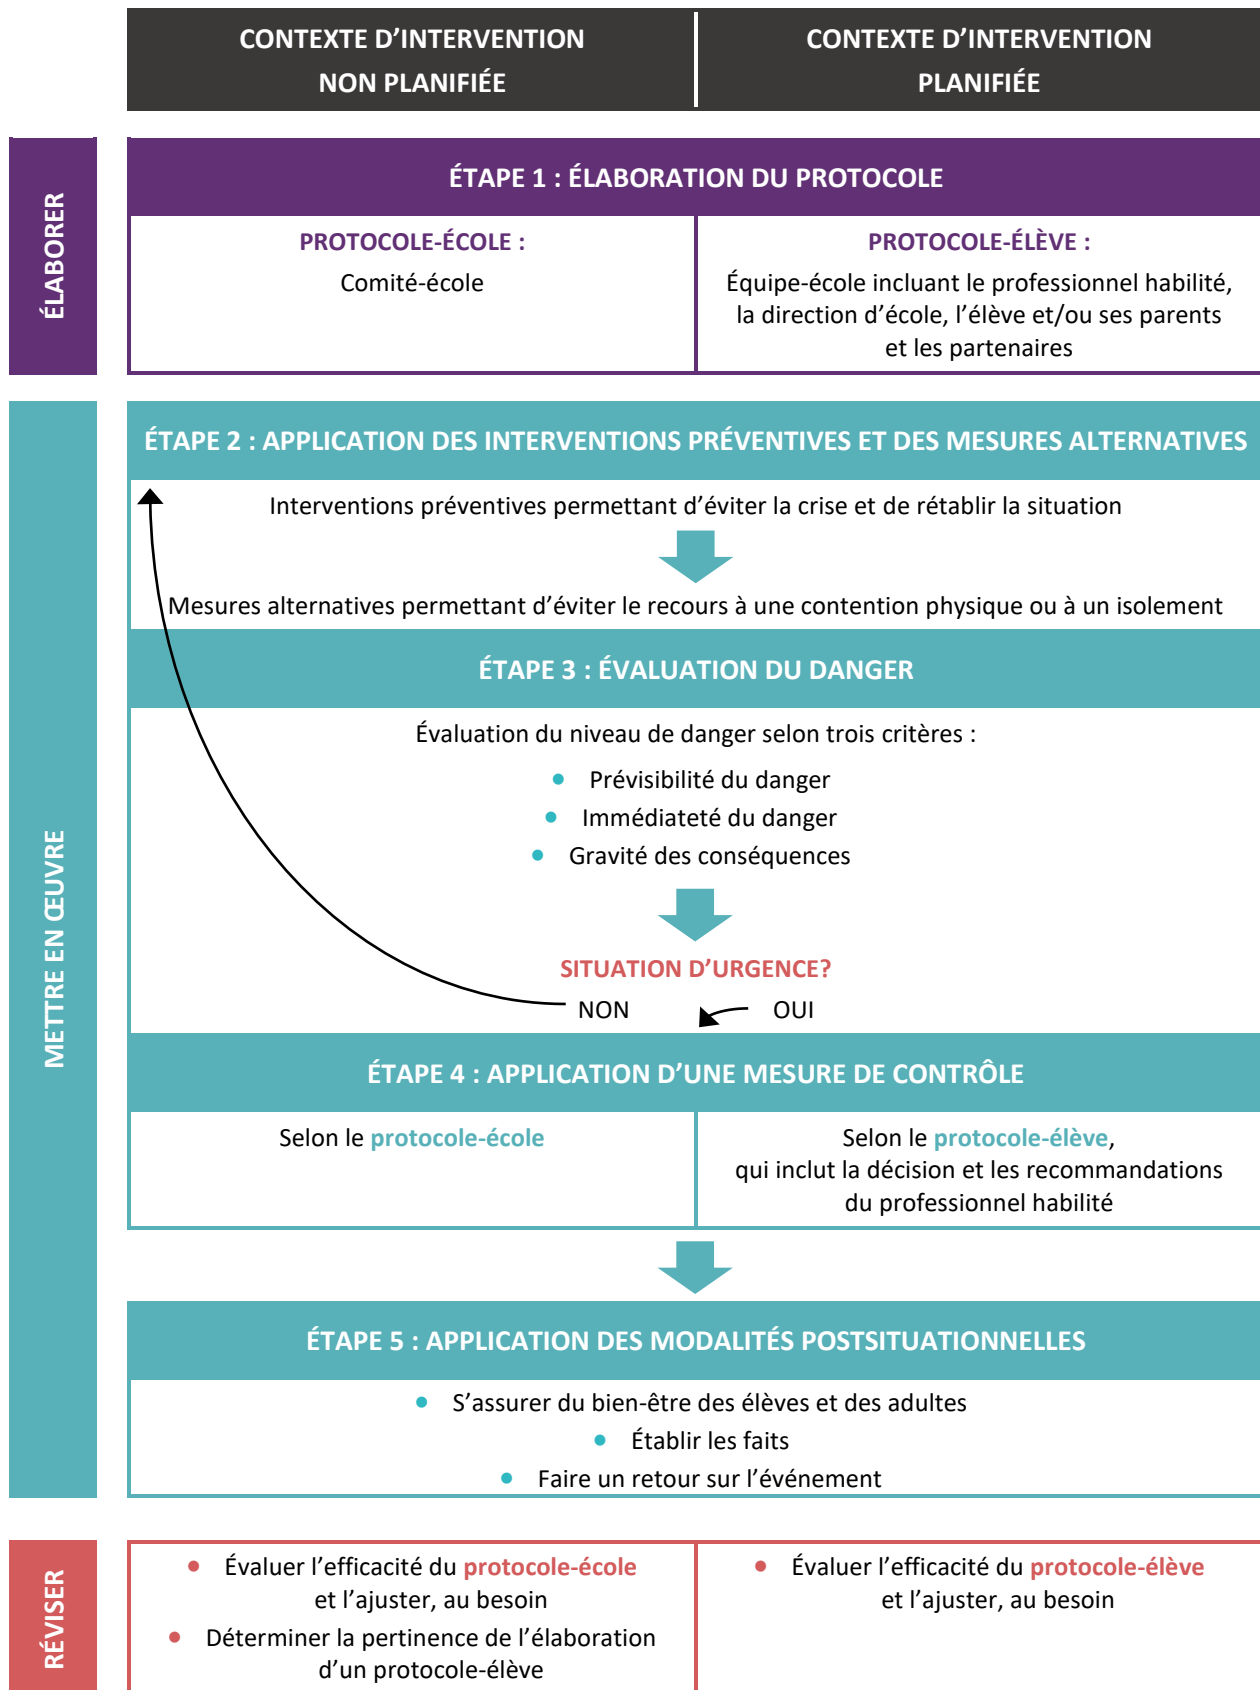 CONTEXTE D’INTERVENTION
NON PLANIFIÉE
CONTEXTE D’INTERVENTION
PLANIFIÉE
ÉLABORER
ÉTAPE 1 : ÉLABORATION DU PROTOCOLE
PROTOCOLE-ÉCOLE :
Comité-école
PROTOCOLE-ÉLÈVE :
Équipe-école incluant le professionnel habilité,
la direction d’école, l’élève et/ou ses parents
et les partenaires
METTRE EN ŒUVRE
ÉTAPE 2 : APPLICATION DES INTERVENTIONS PRÉVENTIVES ET DES MESURES ALTERNATIVES
Interventions préventives permettant d’éviter la crise et de rétablir la situation
Mesures alternatives permettant d’éviter le recours à une contention physique ou à un isolement
ÉTAPE 3 : ÉVALUATION DU DANGER
Évaluation du niveau de danger selon trois critères :
• Prévisibilité du danger
• Immédiateté du danger
• Gravité des conséquences
SITUATION D’URGENCE?
NON OUI
ÉTAPE 4 : APPLICATION D’UNE MESURE DE CONTRÔLE
Selon le protocole-école
Selon le protocole-élève,
qui inclut la décision et les recommandations
du professionnel habilité
ÉTAPE 5 : APPLICATION DES MODALITÉS POSTSITUATIONNELLES
• S’assurer du bien-être des élèves et des adultes
• Établir les faits
• Faire un retour sur l’événement
RÉVISER
• Évaluer l’efficacité du protocole-école
et l’ajuster, au besoin
• Déterminer la pertinence de l’élaboration
d’un protocole-élève
• Évaluer l’efficacité du protocole-élève
et l’ajuster, au besoin